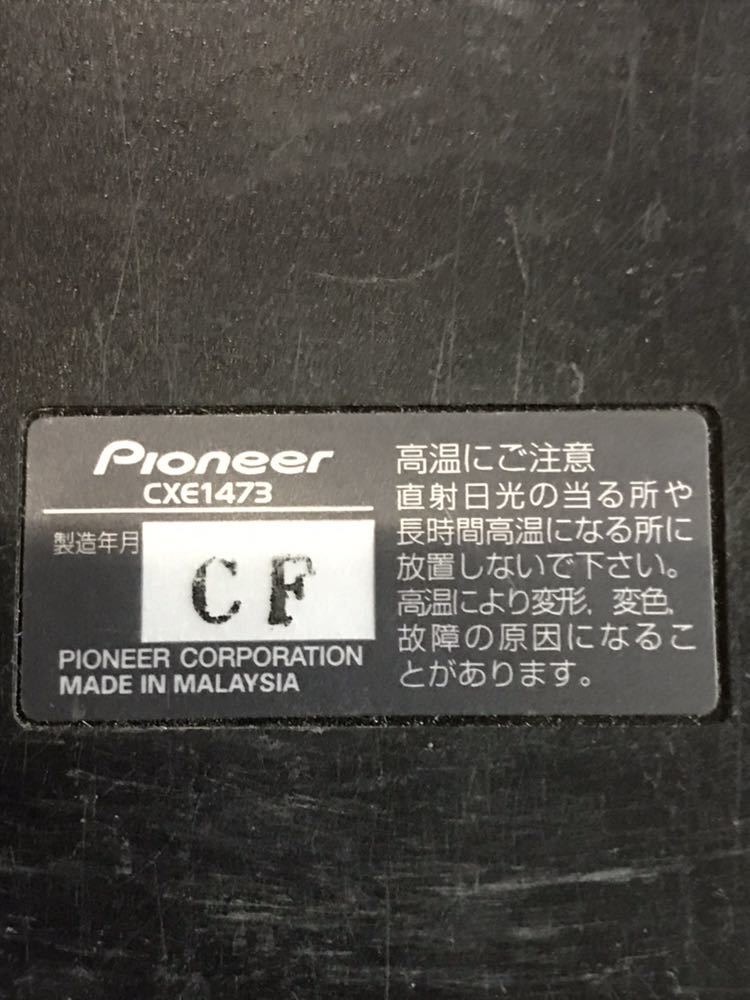 Pioneer
CXE1473
製造年月
CF
PIONEER CORPORATION
MADE IN MALAYSIA
高温にご注意
直射日光の当る所や
長時間高温になる所に
放置しないで下さい。
高温により変形、変色、
故障の原因になるこ
とがあります。